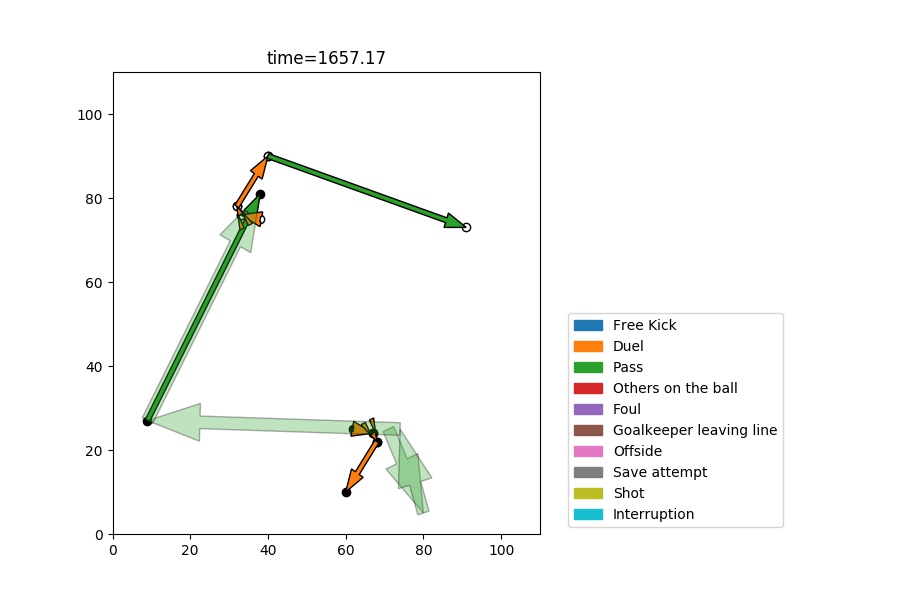 time=1657.17
100
80
60
40
20
0
0 20 40 60 80 100
Free Kick
Duel
Pass
Others on the ball
Foul
Goalkeeper leaving line
Offside
Save attempt
Shot
Interruption